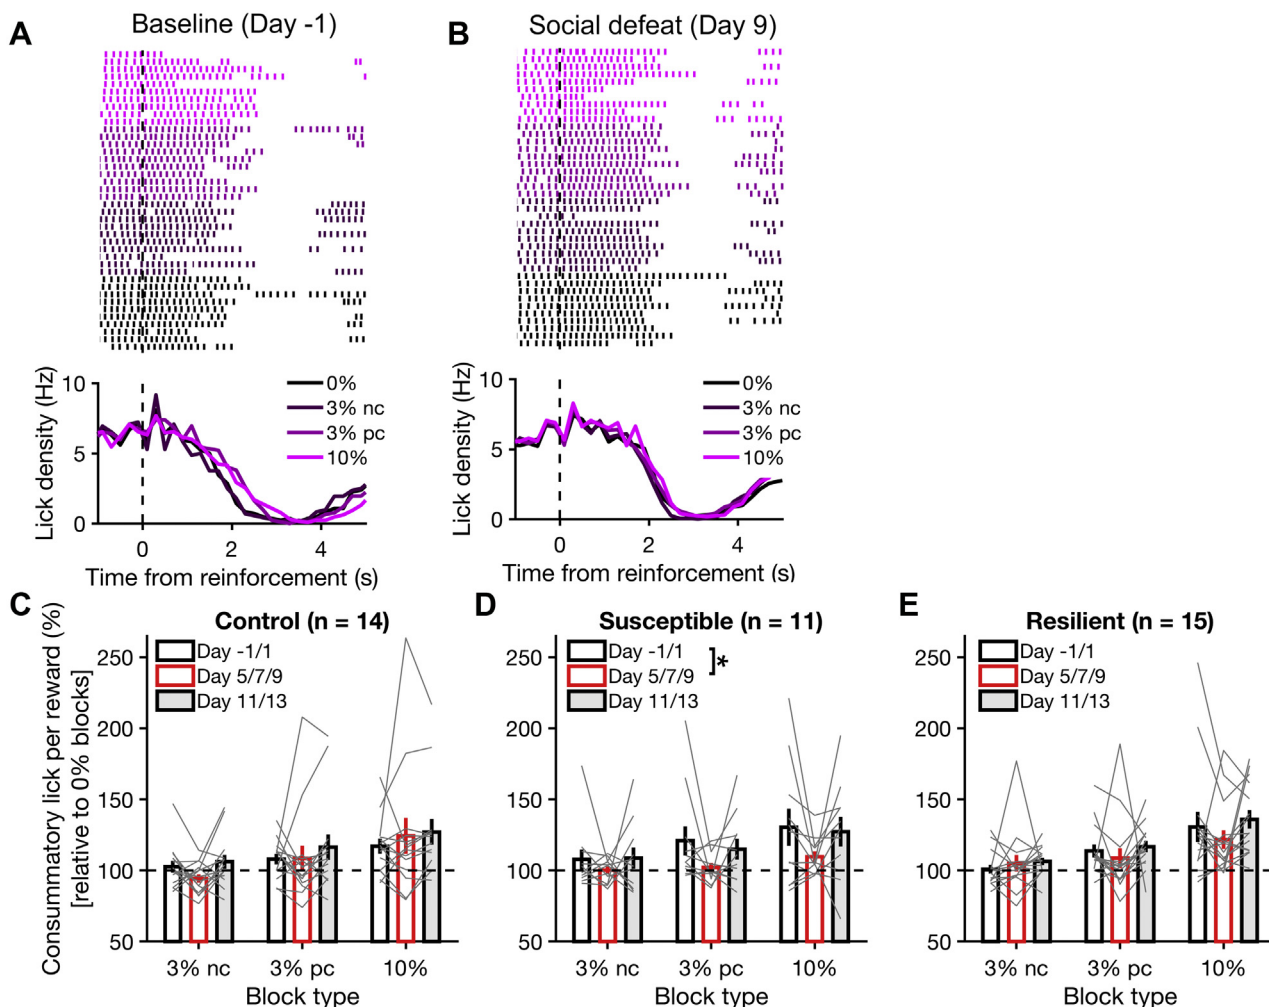 A
Baseline (Day -1)
B
Social defeat (Day 9)
Lick density (Hz)
10
5
0
0%
3% nc
3% pc
10%
0
2
4
Time from reinforcement (s)
Lick density (Hz)
10
5
0
0%
3% nc
3% pc
10%
0
2
4
Time from reinforcement (s)
C
Control (n = 14)
Consummatory lick per reward (%)
[relative to 0% blocks]
250
200
150
100
50
Day -1/1
Day 5/7/9
Day 11/13
3% nc
3% pc
10%
Block type
D
Susceptible (n = 11)
250
200
150
100
50
Day -1/1
Day 5/7/9
Day 11/13
*
3% nc
3% pc
10%
Block type
E
Resilient (n = 15)
250
200
150
100
50
Day -1/1
Day 5/7/9
Day 11/13
3% nc
3% pc
10%
Block type